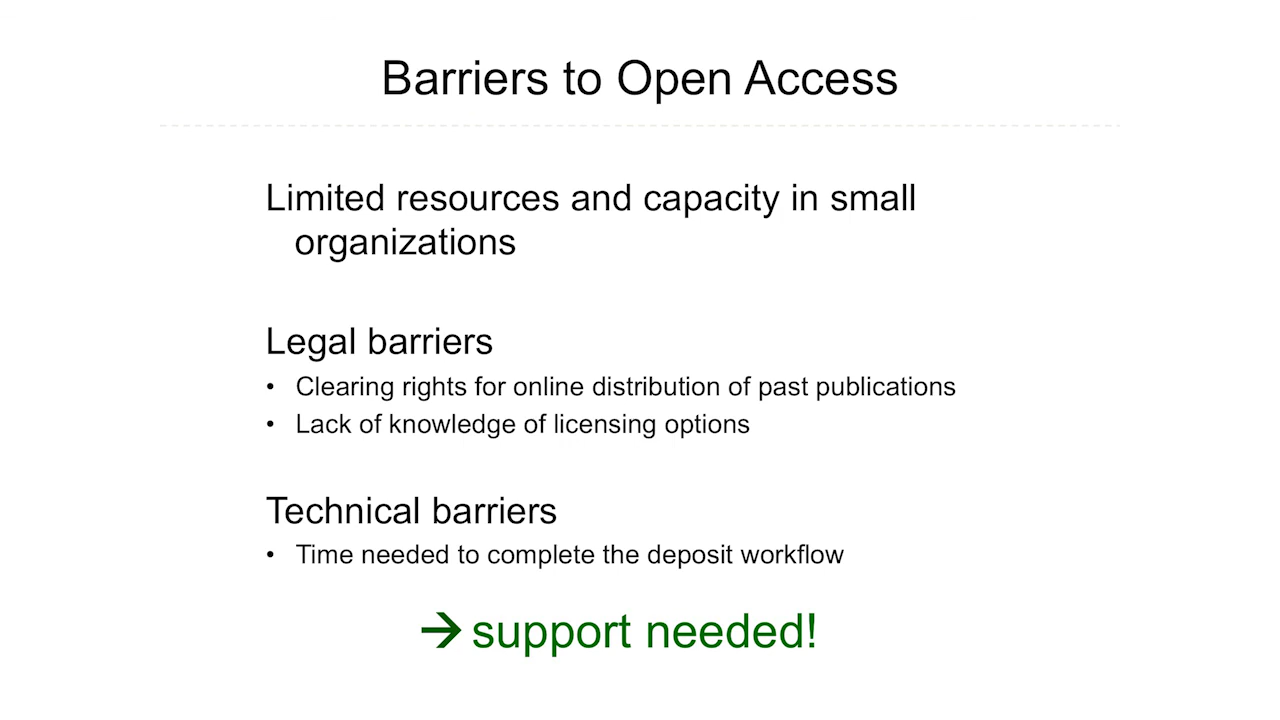 Barriers to Open Access
Limited resources and capacity in small
organizations
Legal barriers
• Clearing rights for online distribution of past publications
• Lack of knowledge of licensing options
Technical barriers
• Time needed to complete the deposit workflow
→ support needed!